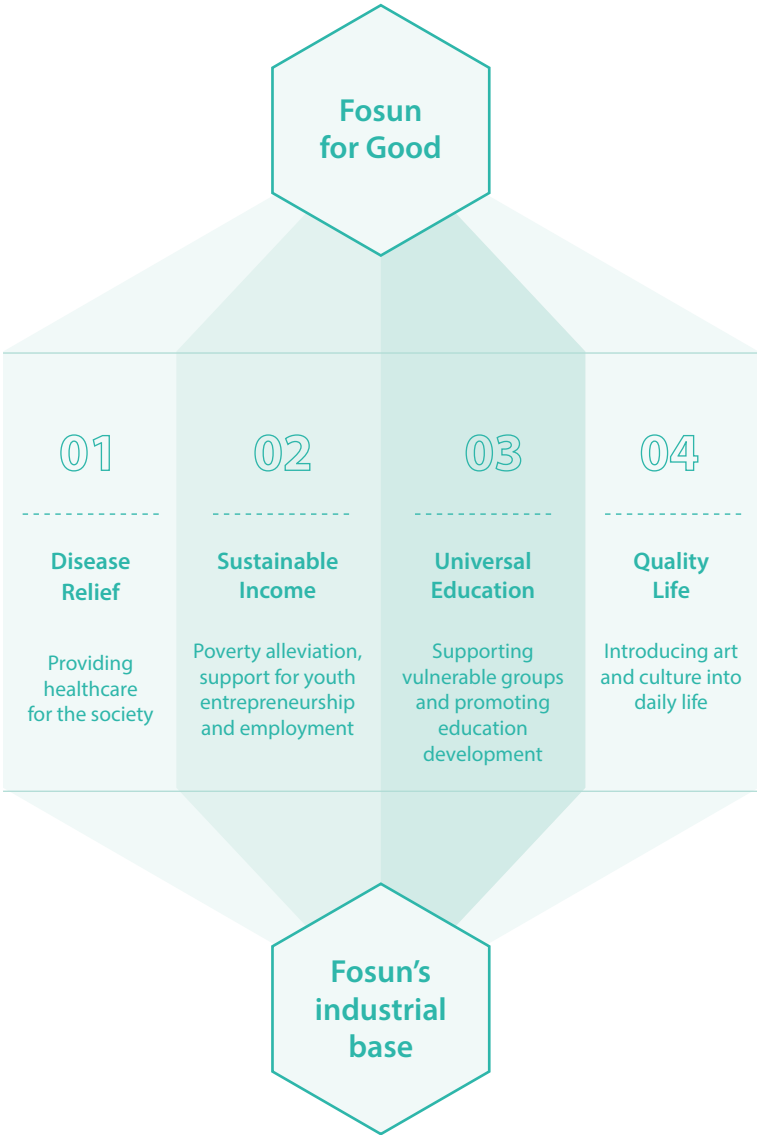 Fosun
for Good
01
Disease
Relief
Providing
healthcare
for the society
02
Sustainable
Income
Poverty alleviation,
support for youth
entrepreneurship
and employment
03
Universal
Education
Supporting
vulnerable groups
and promoting
education
development
04
Quality
Life
Introducing art
and culture into
daily life
Fosun’s
industrial
base